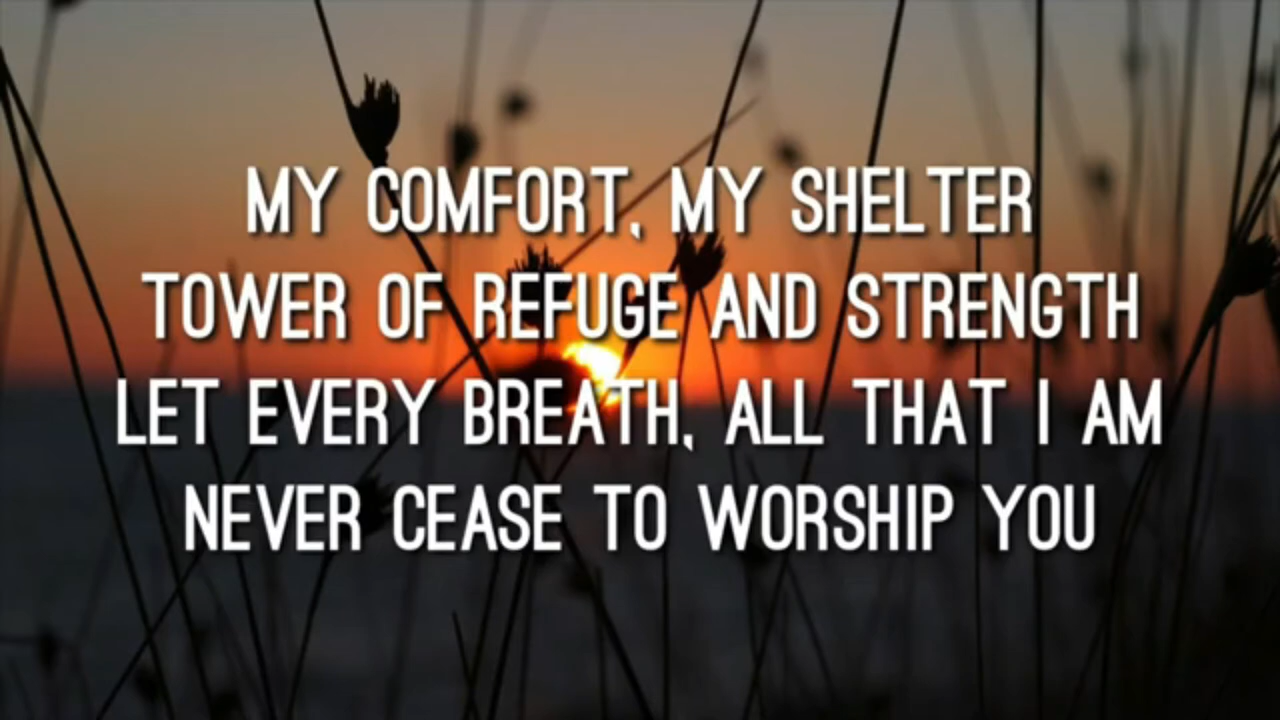 MY COMFORT, MY SHELTER
TOWER OF REFUGE AND STRENGTH
LET EVERY BREATH, ALL THAT I AM
NEVER CEASE TO WORSHIP YOU